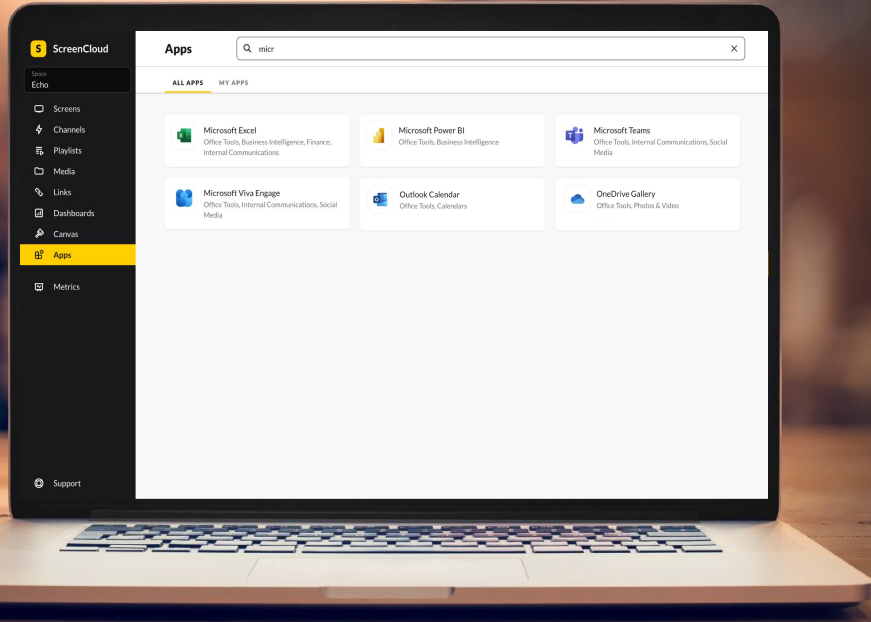 S ScreenCloud
Space
Echo
Screens
Channels
Playlists
Media
Links
Dashboards
Canvas
Apps
Metrics
Support
Apps
micr
ALL APPS MY APPS
Microsoft Excel
Office Tools, Business Intelligence, Finance,
Internal Communications
Microsoft Power BI
Office Tools, Business Intelligence
Microsoft Teams
Office Tools, Internal Communications, Social
Media
Microsoft Viva Engage
Office Tools, Internal Communications, Social
Media
Outlook Calendar
Office Tools, Calendars
OneDrive Gallery
Office Tools, Photos & Video